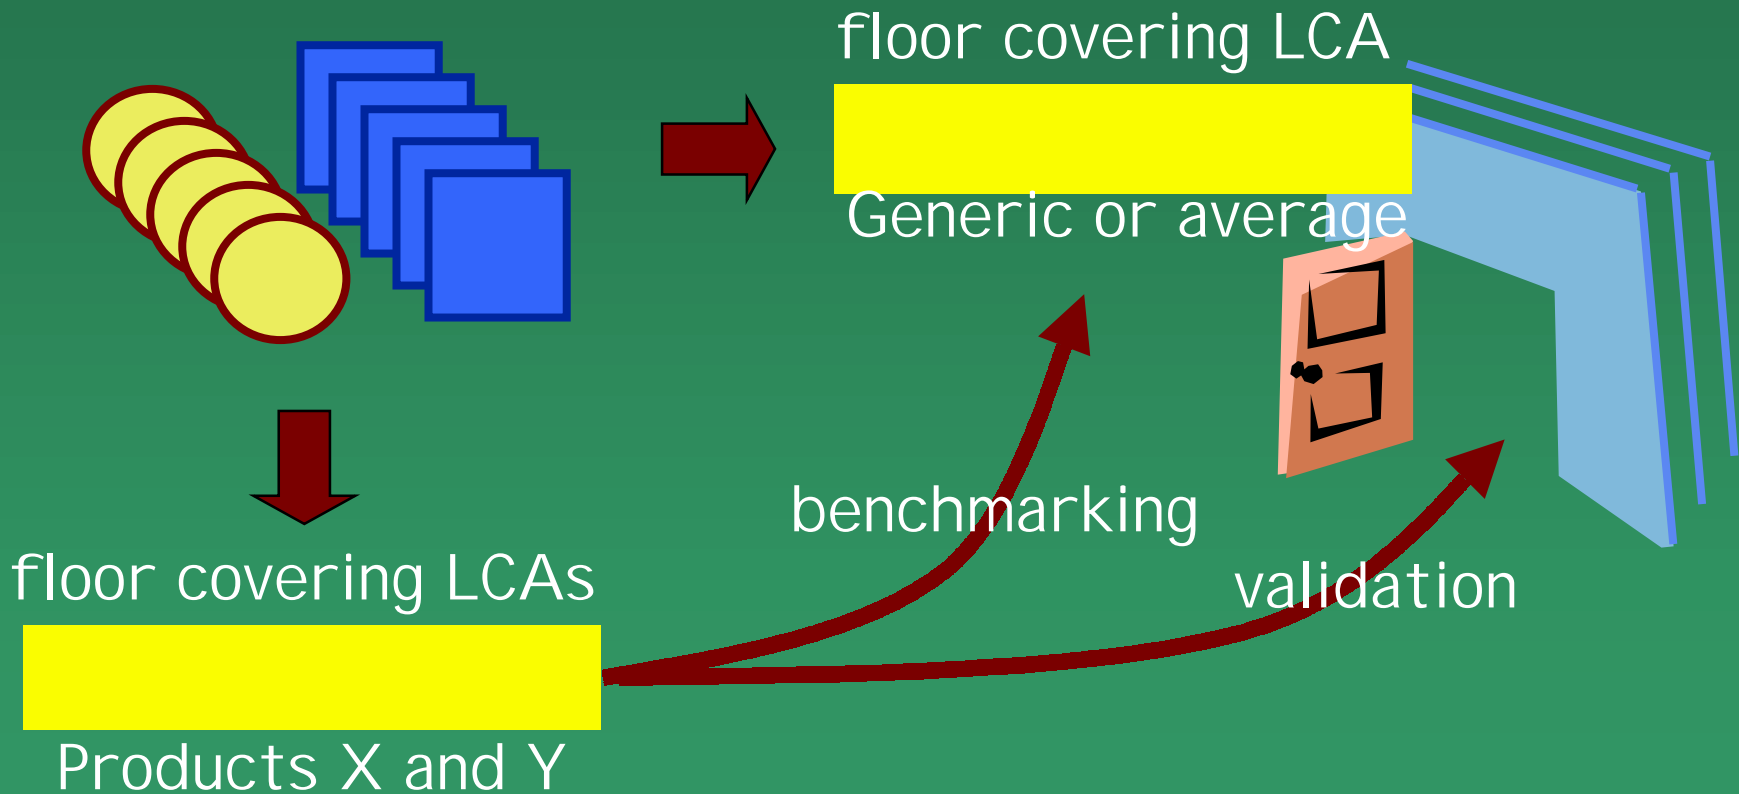 floor covering LCA
Generic or average
benchmarking
validation
floor covering LCAs
Products X and Y